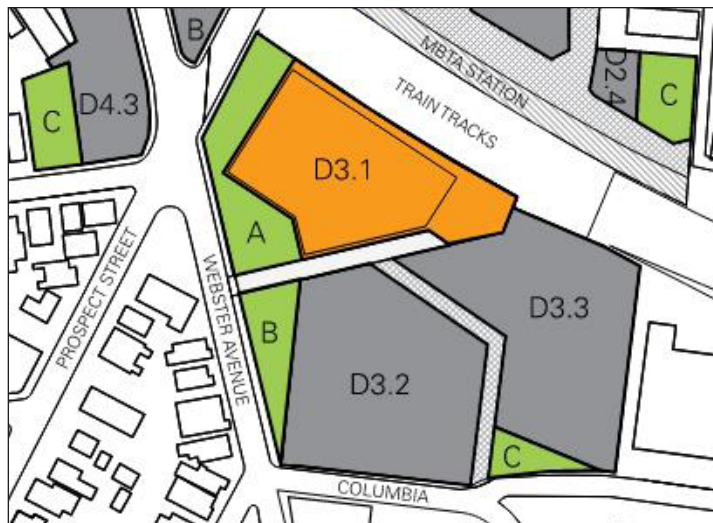 B
MBTA STATION
D2.4
C
D4.3
C
TRAIN TRACKS
D3.1
A
PROSPECT STREET
WEBSTER AVENUE
B
D3.3
D3.2
C
COLUMBIA